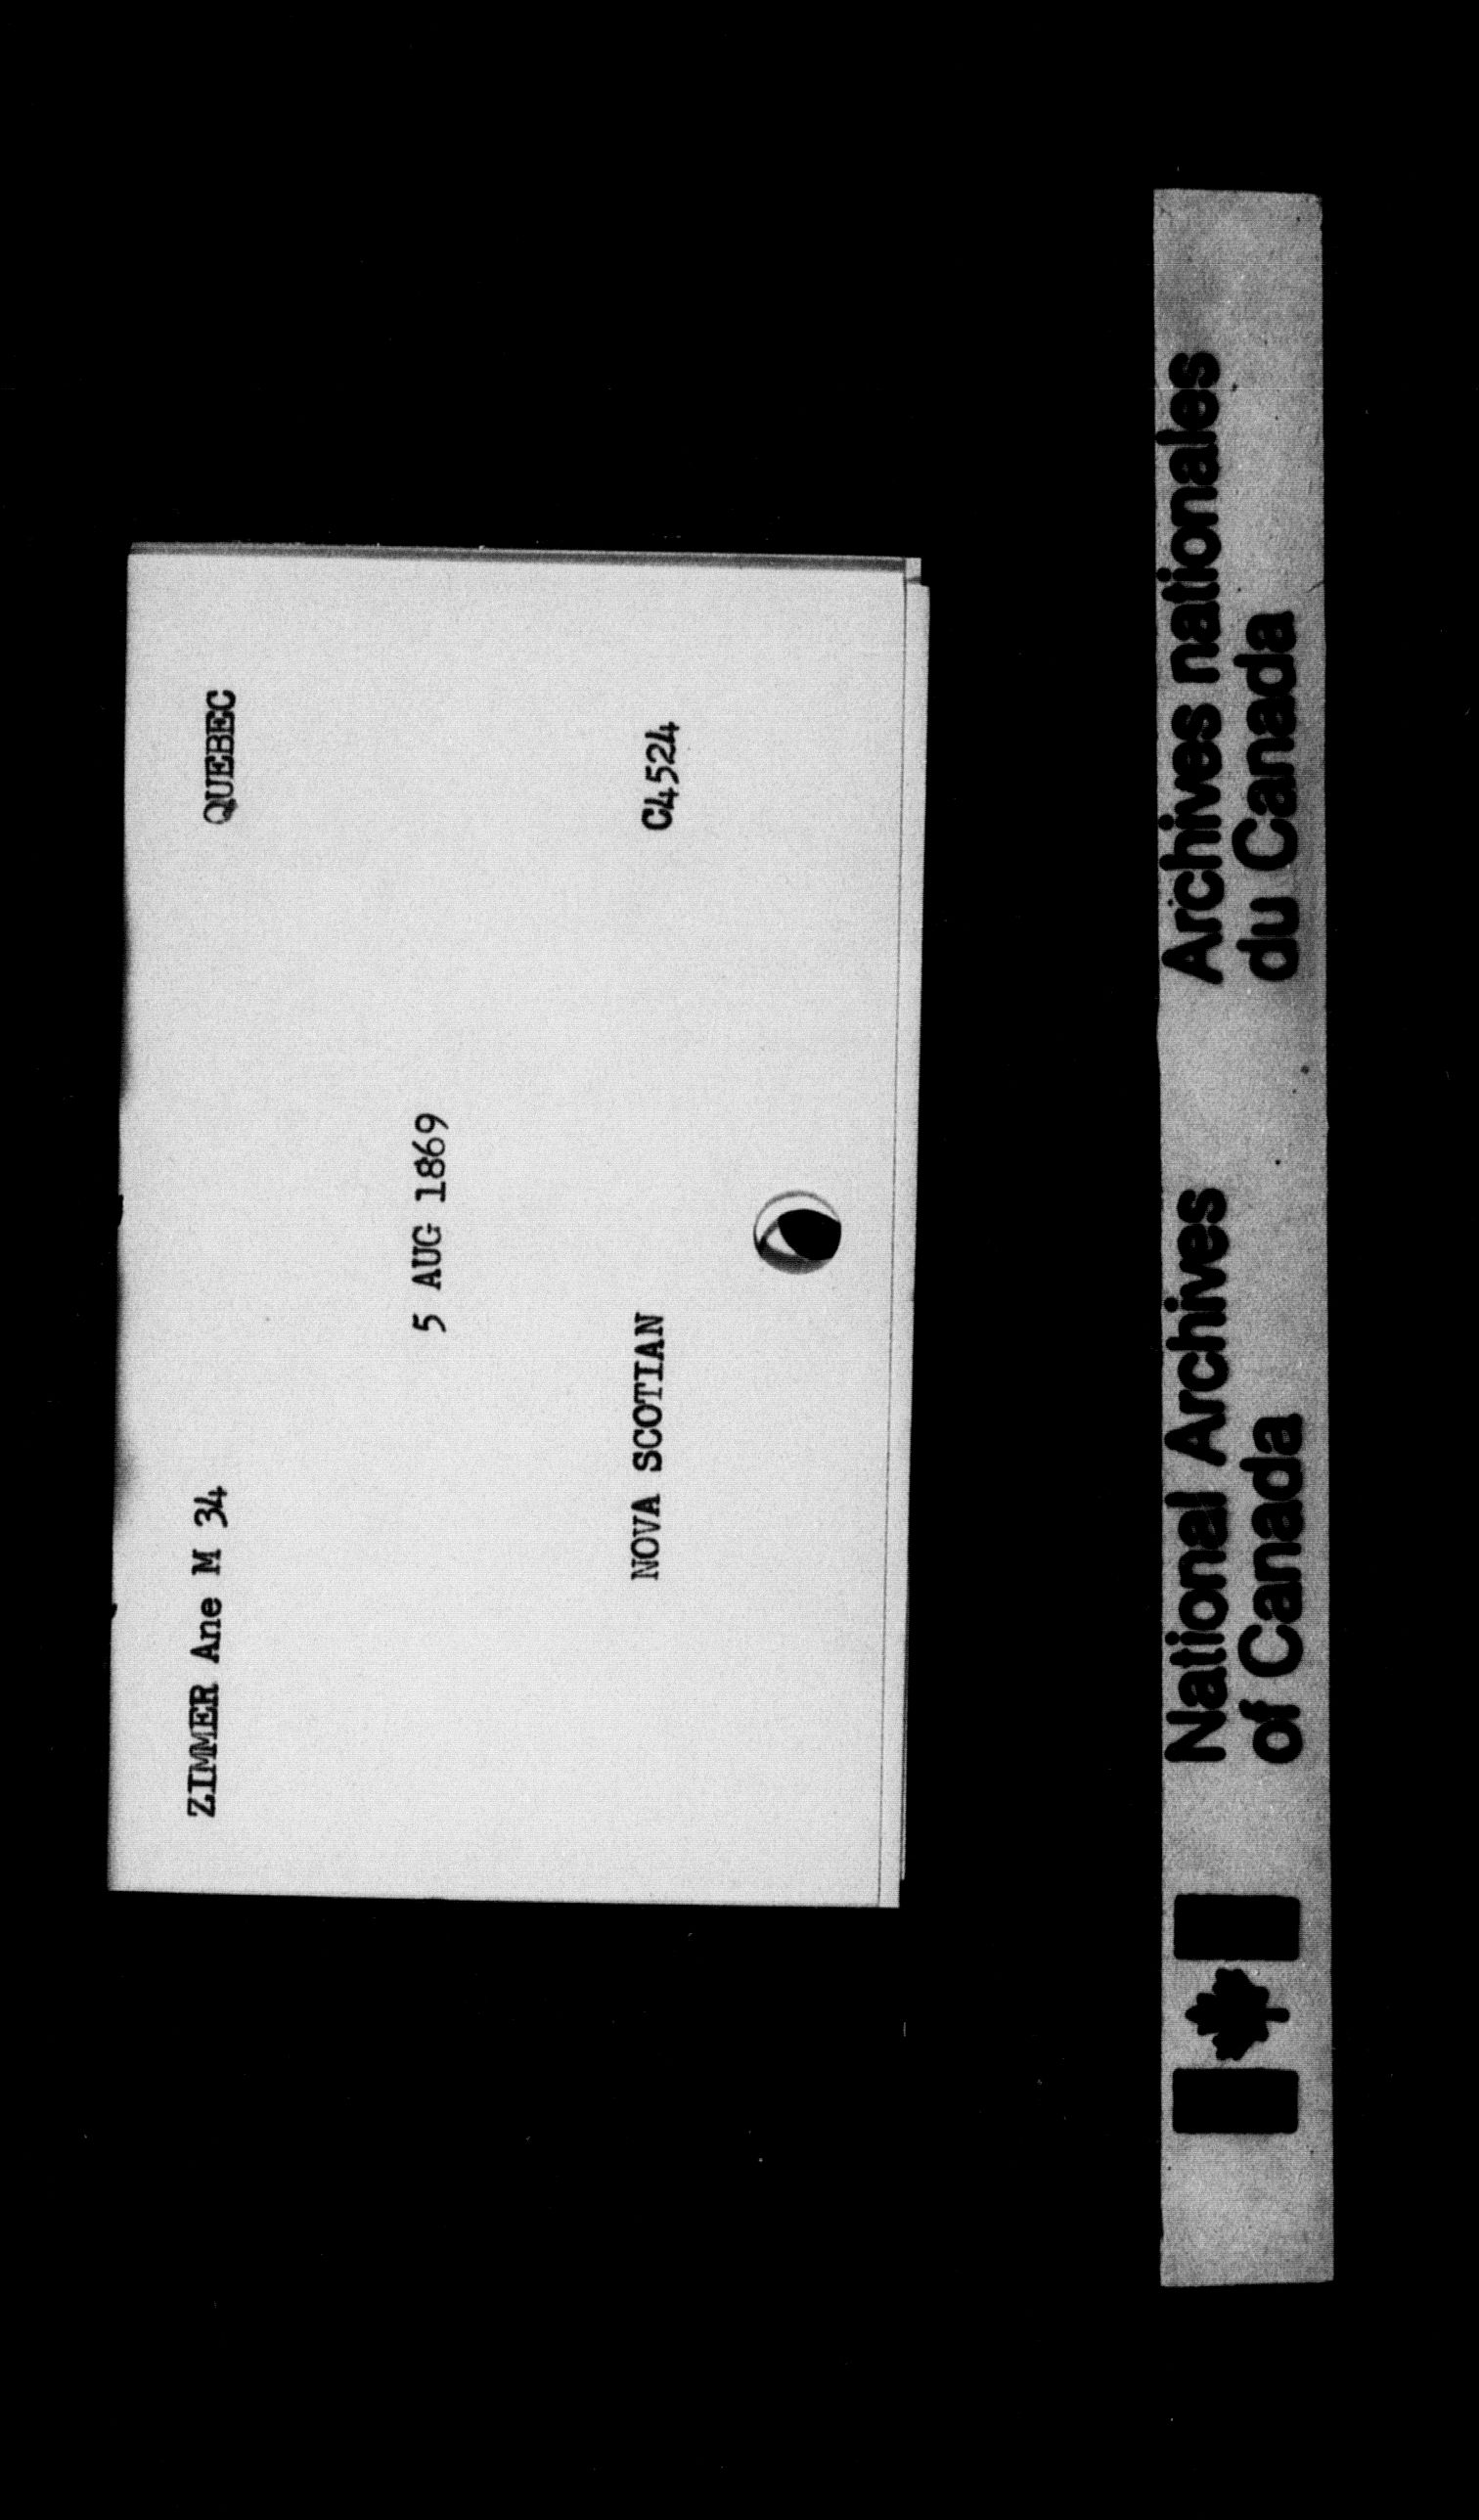 ZIMMER Ane M 34 QUEBEC
5 AUG 1869
NOVA SCOTIAN C4524
National Archives
of Canada
Archives nationales
du Canada